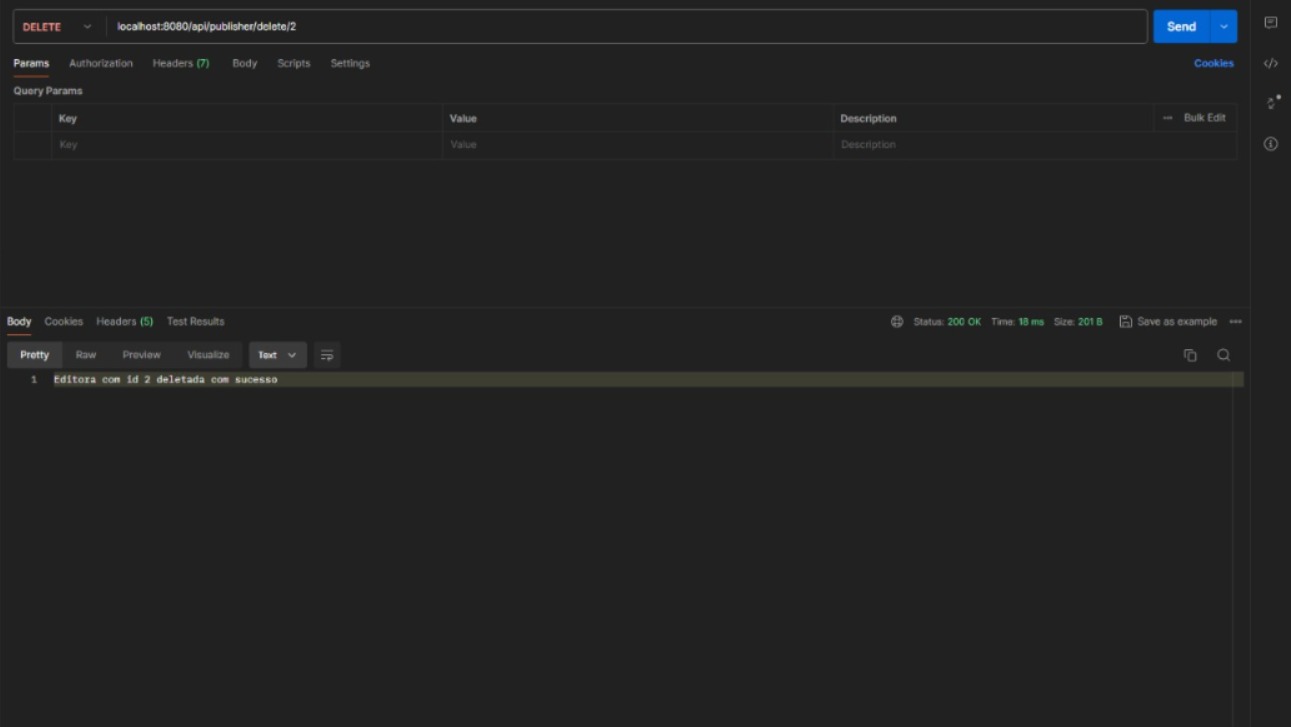 DELETE localhost:8080/api/publisher/delete/2 Send
Params Authorization Headers (7) Body Scripts Settings Cookies
Query Params
Key Value Description ... Bulk Edit
Key Value Description
Body Cookies Headers (5) Test Results Status: 200 OK Time: 18 ms Size: 201 B Save as example ...
Pretty Raw Preview Visualize Text
1 Editora com id 2 deletada com sucesso